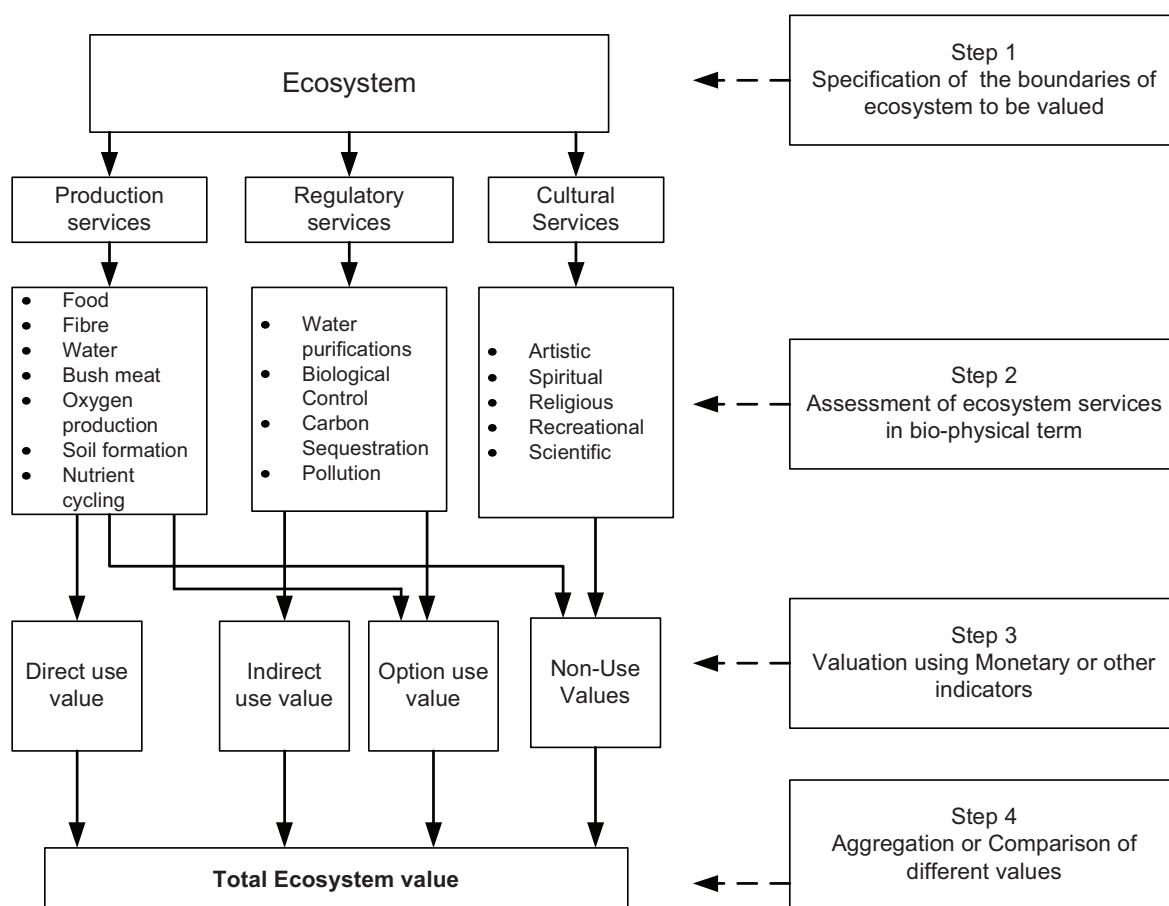 Ecosystem
Step 1
Specification of the boundaries of
ecosystem to be valued
Production
services
Regulatory
services
Cultural
Services
• Food
• Fibre
• Water
• Bush meat
• Oxygen
production
• Soil formation
• Nutrient
cycling
• Water
purifications
• Biological
Control
• Carbon
Sequestration
• Pollution
• Artistic
• Spiritual
• Religious
• Recreational
• Scientific
Step 2
Assessment of ecosystem services
in bio-physical term
Direct use
value
Indirect
use value
Option use
value
Non-Use
Values
Step 3
Valuation using Monetary or other
indicators
Total Ecosystem value
Step 4
Aggregation or Comparison of
different values